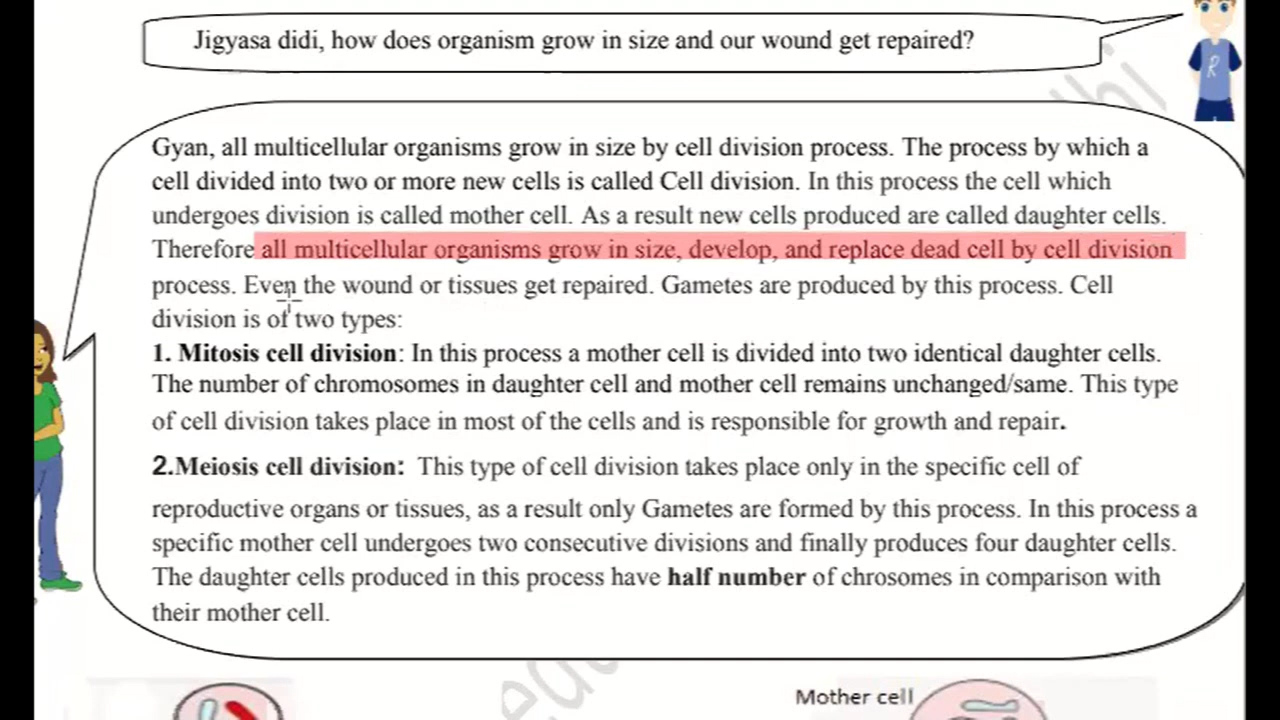 Jigyasa didi, how does organism grow in size and our wound get repaired?
R
Gyan, all multicellular organisms grow in size by cell division process. The process by which a
cell divided into two or more new cells is called Cell division. In this process the cell which
undergoes division is called mother cell. As a result new cells produced are called daughter cells.
Therefore all multicellular organisms grow in size, develop, and replace dead cell by cell division
process. Even the wound or tissues get repaired. Gametes are produced by this process. Cell
division is of two types:
1. Mitosis cell division: In this process a mother cell is divided into two identical daughter cells.
The number of chromosomes in daughter cell and mother cell remains unchanged/same. This type
of cell division takes place in most of the cells and is responsible for growth and repair.
2.Meiosis cell division: This type of cell division takes place only in the specific cell of
reproductive organs or tissues, as a result only Gametes are formed by this process. In this process a
specific mother cell undergoes two consecutive divisions and finally produces four daughter cells.
The daughter cells produced in this process have half number of chrosomes in comparison with
their mother cell.
Mother cell